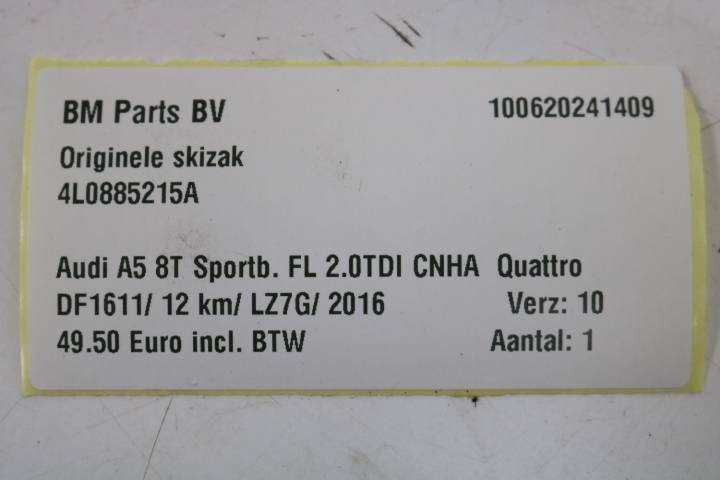 BM Parts BV 100620241409
Originele skizak
4L0885215A
Audi A5 8T Sportb. FL 2.0TDI CNHA Quattro
DF1611/ 12 km/ LZ7G/ 2016 Verz: 10
49.50 Euro incl. BTW Aantal: 1